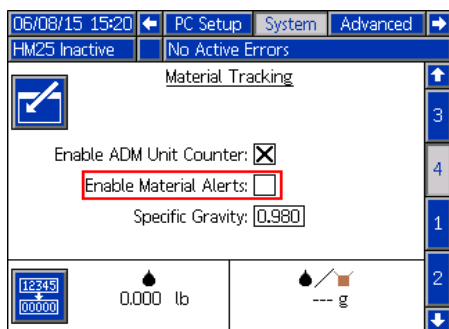 06/08/15 15:20 PC Setup System Advanced
HM25 Inactive No Active Errors
Material Tracking
3
Enable ADM Unit Counter:
4
Enable Material Alerts:
Specific Gravity: 0.980
1
2
12345
00000
0.000 lb
/
--- g